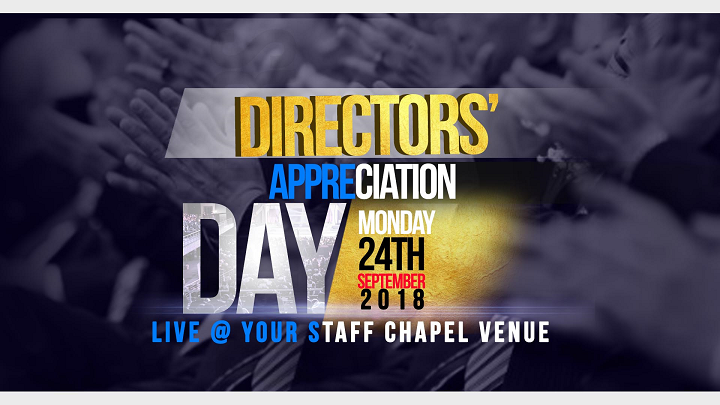 DIRECTORS'
APPRECIATION
DAY
MONDAY
24TH
SEPTEMBER
2018
LIVE @ YOUR STAFF CHAPEL VENUE